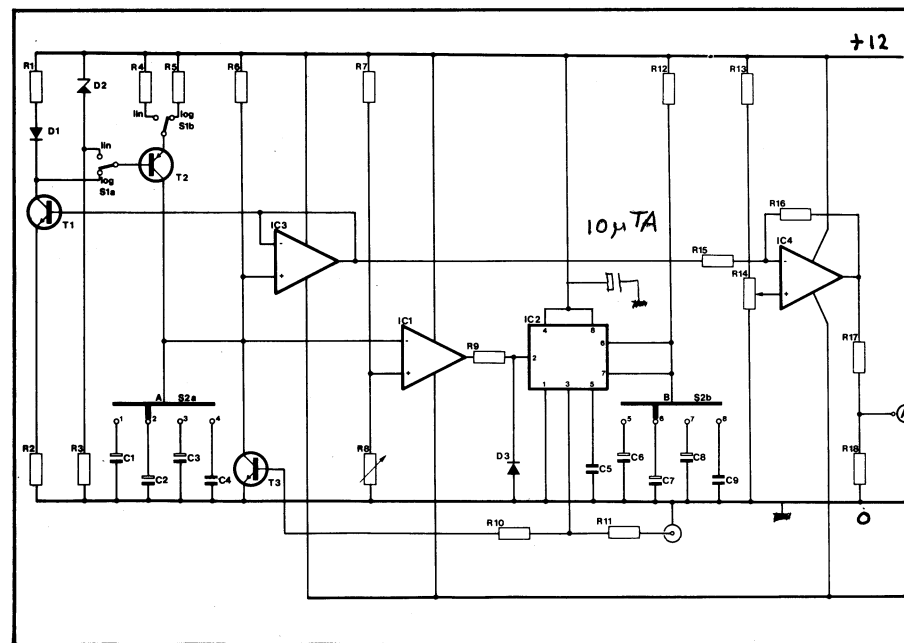 +12
R1
D2
R4
R5
R6
R7
R12
R13
lin
log
S1b
D1
lin
T2
log
S1a
T1
10µ TA
R16
IC3
-
+
R15
IC4
-
R14
+
IC1
-
+
R9
IC2
4
8
2
6
7
1
3
5
R17
A
S2a
B
S2b
1
2
3
4
5
6
7
8
A
R2
R3
C1
C2
C3
C4
T3
R8
D3
C5
C6
C7
C8
C9
R18
0
R10
R11